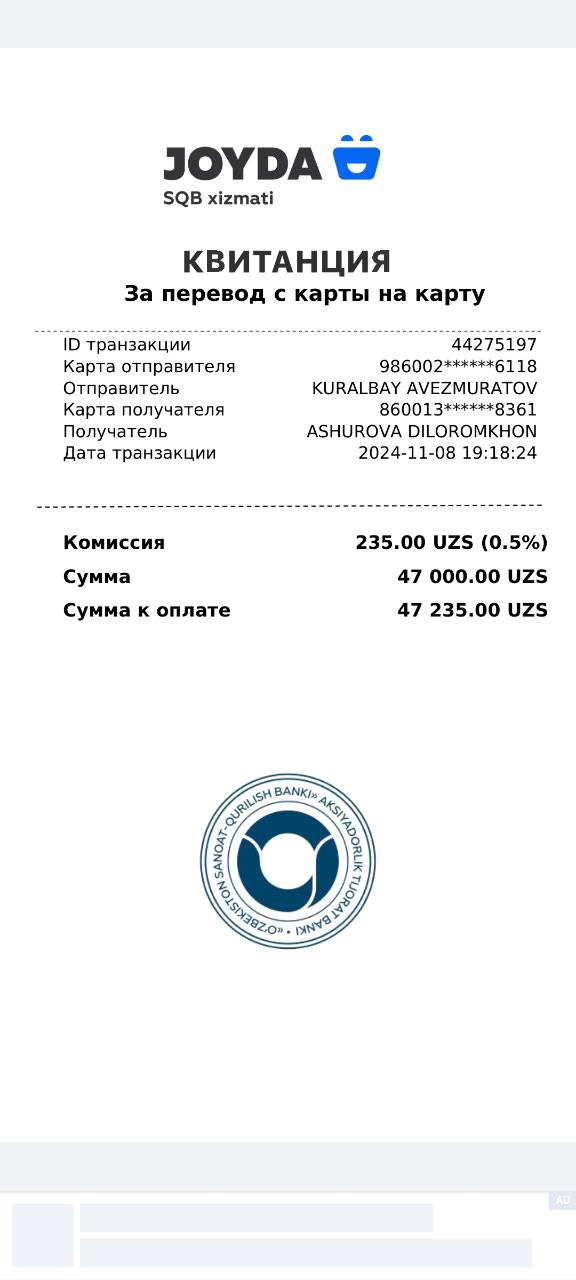 JOYDA
SQB xizmati
КВИТАНЦИЯ
За перевод с карты на карту
ID транзакции 44275197
Карта отправителя 986002******6118
Отправитель KURALBAY AVEZMURATOV
Карта получателя 860013******8361
Получатель ASHUROVA DILOROMKHON
Дата транзакции 2024-11-08 19:18:24
Комиссия 235.00 UZS (0.5%)
Сумма 47 000.00 UZS
Сумма к оплате 47 235.00 UZS
«O'ZBEKISTON SANOAT-QURILISH BANKI» AKSIYADORLIK TIJORAT BANKI •
AD